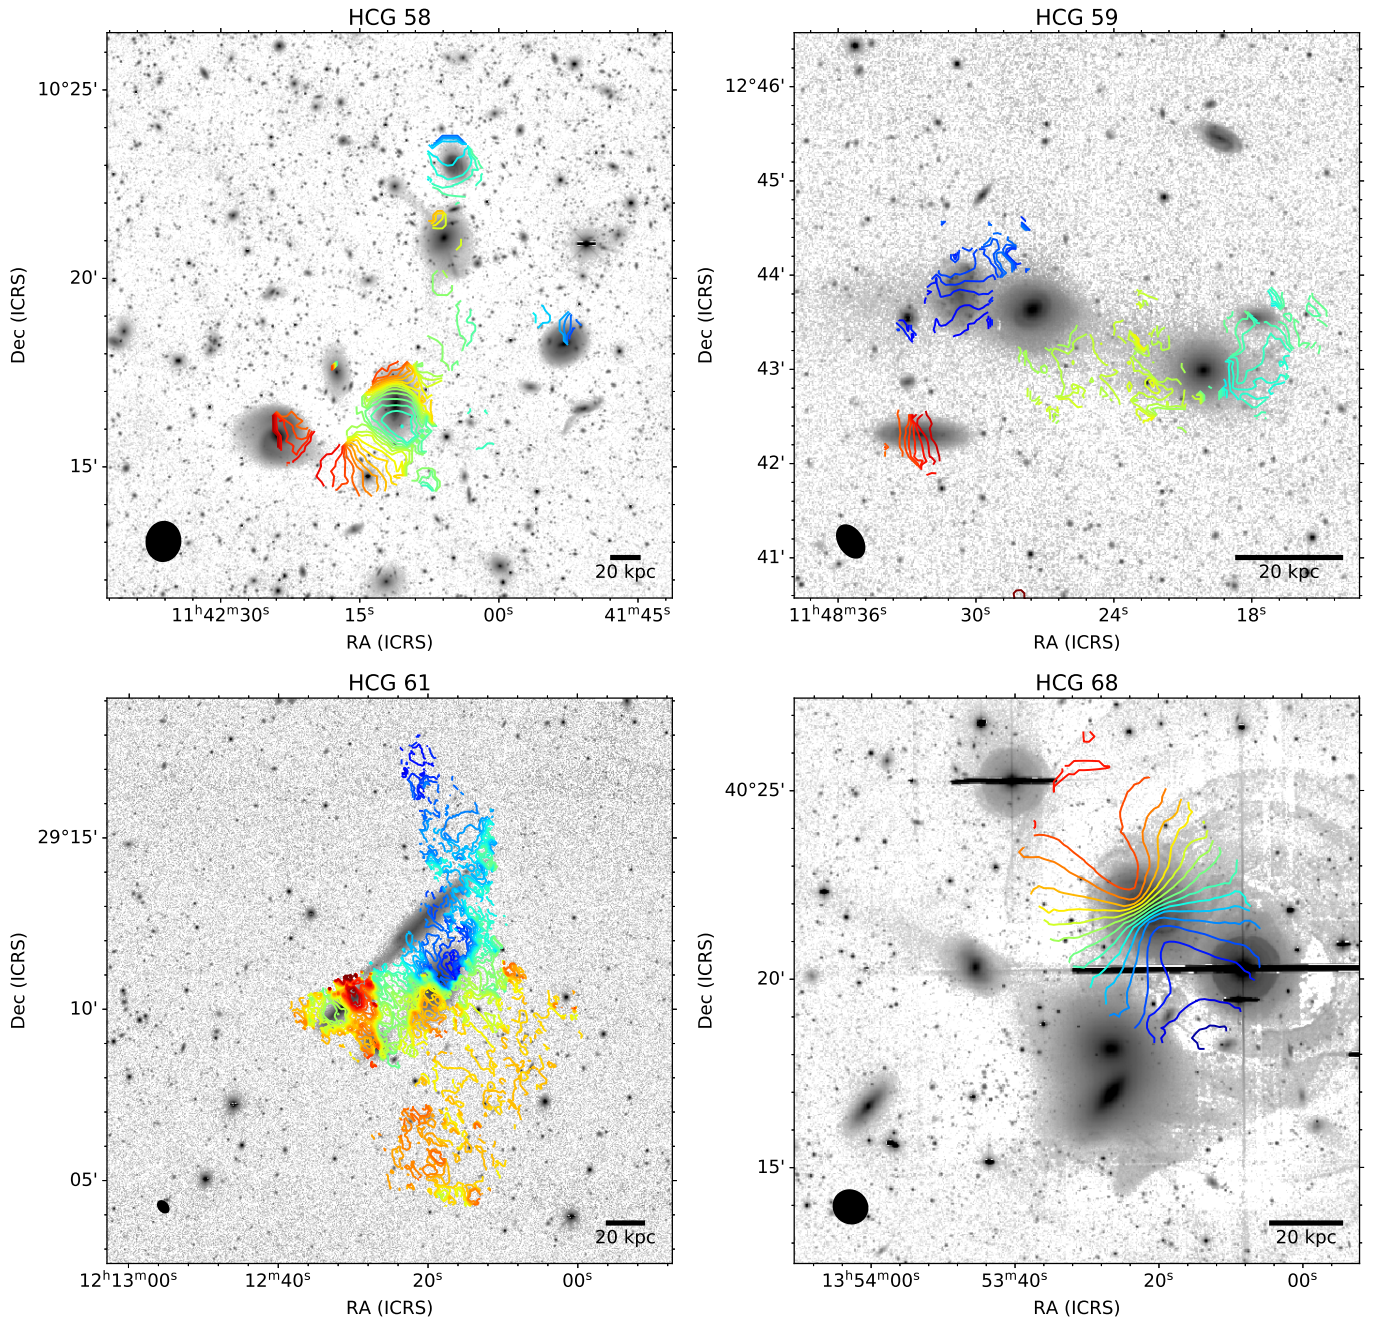 HCG 58
10°25'
20'
15'
Dec (ICRS)
20 kpc
11ʰ42ᵐ30ˢ 15ˢ 00ˢ 41ᵐ45ˢ
RA (ICRS)
HCG 59
12°46'
45'
44'
43'
42'
41'
Dec (ICRS)
20 kpc
11ʰ48ᵐ36ˢ 30ˢ 24ˢ 18ˢ
RA (ICRS)
HCG 61
29°15'
10'
05'
Dec (ICRS)
20 kpc
12ʰ13ᵐ00ˢ 12ᵐ40ˢ 20ˢ 00ˢ
RA (ICRS)
HCG 68
40°25'
20'
15'
Dec (ICRS)
20 kpc
13ʰ54ᵐ00ˢ 53ᵐ40ˢ 20ˢ 00ˢ
RA (ICRS)